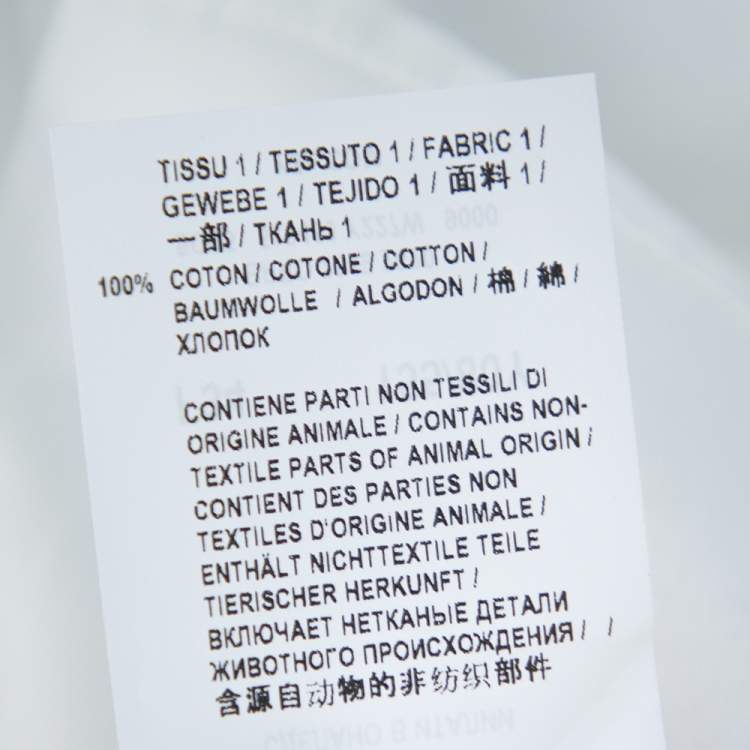 TISSU 1 / TESSUTO 1 / FABRIC 1 /
GEWEBE 1 / TEJIDO 1 / 面料 1 /
一部 / ТКАНЬ 1
100% COTON / COTONE / COTTON /
BAUMWOLLE / ALGODON / 棉 / 綿 /
ХЛОПОК
CONTIENE PARTI NON TESSILI DI
ORIGINE ANIMALE / CONTAINS NON-
TEXTILE PARTS OF ANIMAL ORIGIN /
CONTIENT DES PARTIES NON
TEXTILES D'ORIGINE ANIMALE /
ENTHÄLT NICHTTEXTILE TEILE
TIERISCHER HERKUNFT /
ВКЛЮЧАЕТ НЕТКАНЫЕ ДЕТАЛИ
ЖИВОТНОГО ПРОИСХОЖДЕНИЯ / /
含源自动物的非纺织部件